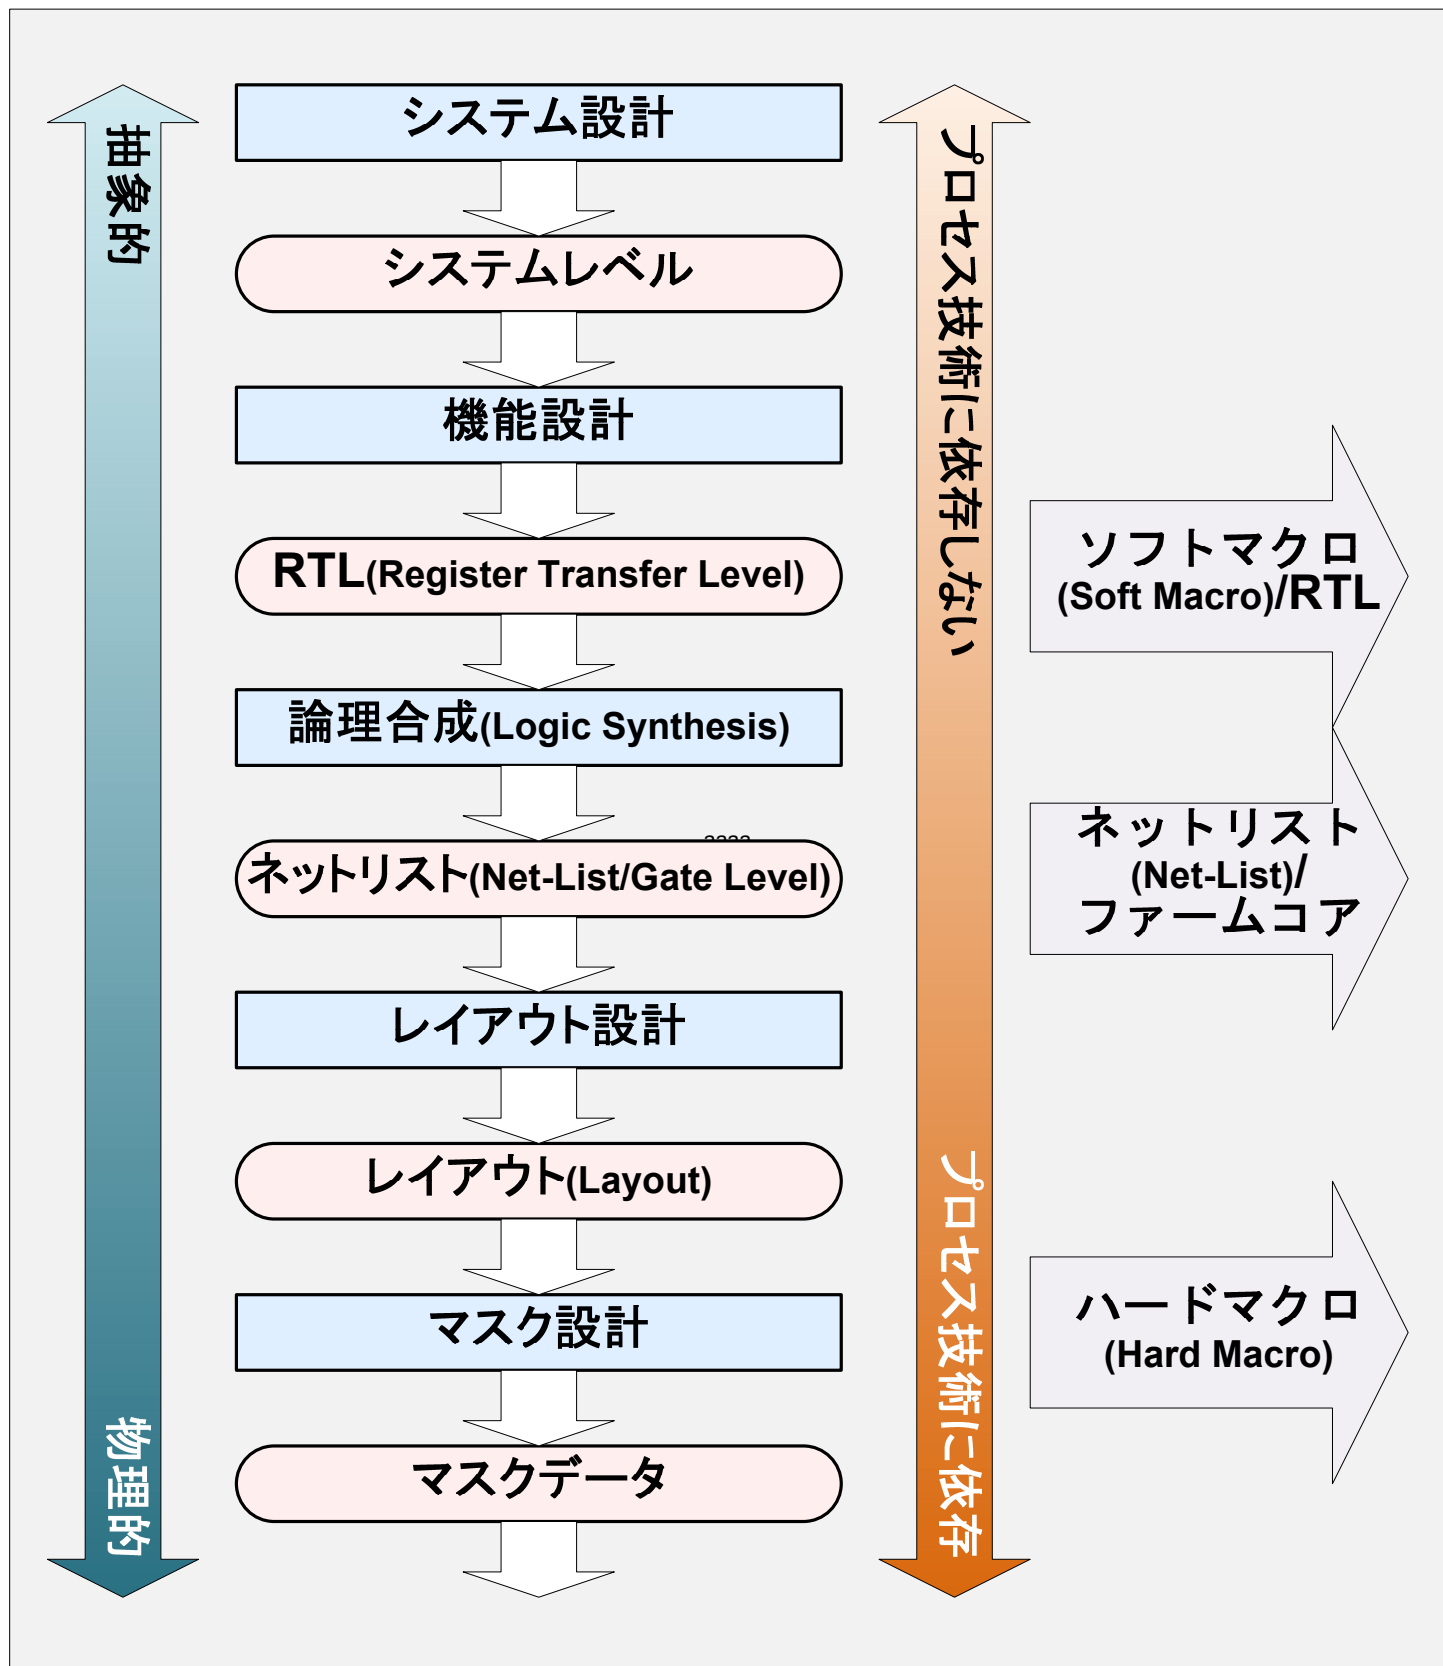 抽象的
物理的
システム設計
システムレベル
機能設計
RTL(Register Transfer Level)
論理合成(Logic Synthesis)
ネットリスト(Net-List/Gate Level)
レイアウト設計
レイアウト(Layout)
マスク設計
マスクデータ
プロセス技術に依存しない
プロセス技術に依存
ソフトマクロ
(Soft Macro)/RTL
ネットリスト
(Net-List)/
ファームコア
ハードマクロ
(Hard Macro)